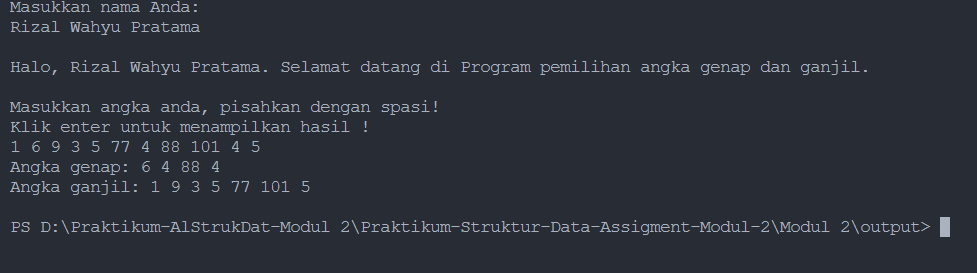 Masukkan nama Anda:
Rizal Wahyu Pratama
Halo, Rizal Wahyu Pratama. Selamat datang di Program pemilihan angka genap dan ganjil.
Masukkan angka anda, pisahkan dengan spasi!
Klik enter untuk menampilkan hasil !
1 6 9 3 5 77 4 88 101 4 5
Angka genap: 6 4 88 4
Angka ganjil: 1 9 3 5 77 101 5
PS D:\Praktikum-AlStrukDat-Modul 2\Praktikum-Struktur-Data-Assigment-Modul-2\Modul 2\output>